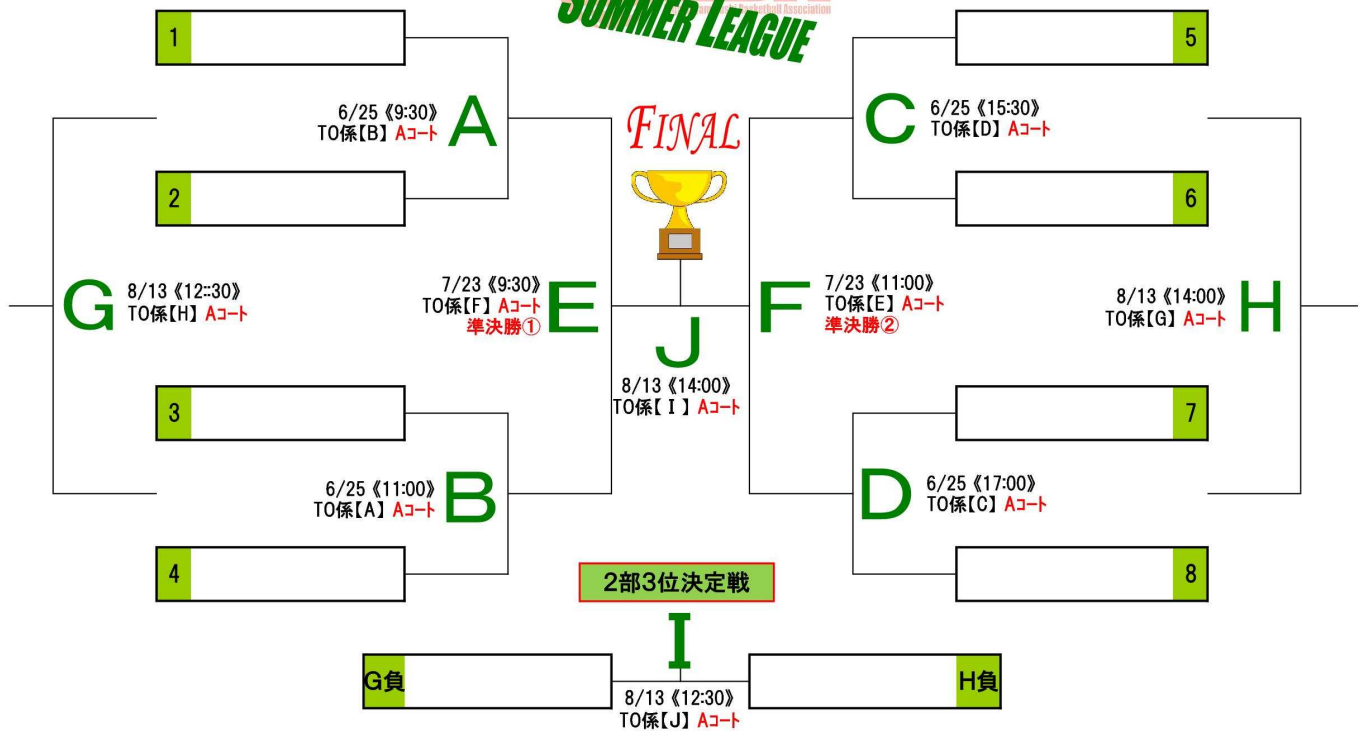 Basketball Association
SUMMER LEAGUE
1
5
6/25 《9:30》
TO係【B】 Aコート
A
FINAL
C
6/25 《15:30》
TO係【D】 Aコート
2
6
G
8/13 《12::30》
TO係【H】 Aコート
7/23 《9:30》
TO係【F】 Aコート
準決勝①
E
J
8/13 《14:00》
TO係【I】 Aコート
F
7/23 《11:00》
TO係【E】 Aコート
準決勝②
8/13 《14:00》
TO係【G】 Aコート
H
3
7
6/25 《11:00》
TO係【A】 Aコート
B
D
6/25 《17:00》
TO係【C】 Aコート
4
8
2部3位決定戦
I
G負
H負
8/13 《12:30》
TO係【J】 Aコート